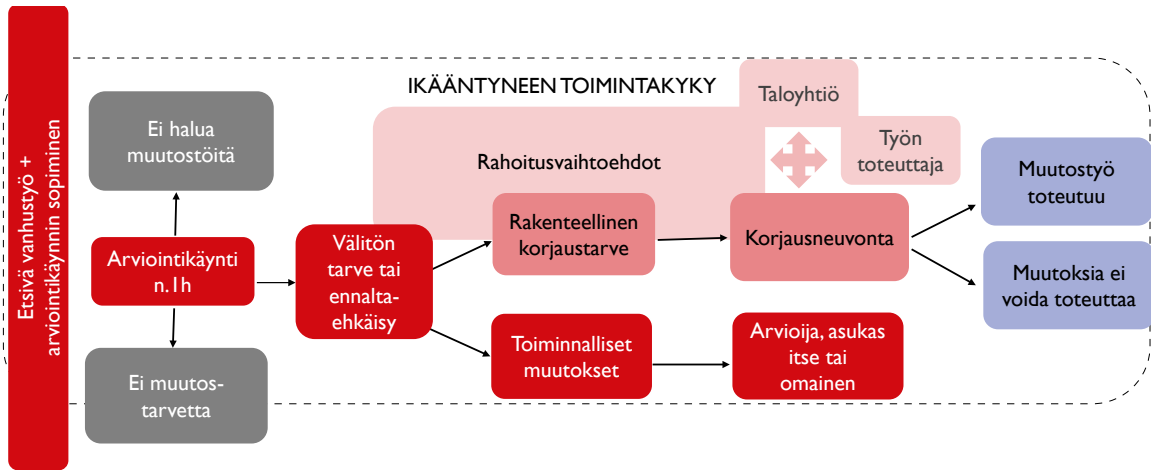 Etsivä vanhustyö +
arviointikäynnin sopiminen
IKÄÄNTYNEEN TOIMINTAKYKY
Ei halua
muutostöitä
Arviointikäynti
n.1h
Ei muutos-
tarvetta
Välitön
tarve tai
ennalta-
ehkäisy
Rahoitusvaihtoehdot
Rakenteellinen
korjaustarve
Toiminnalliset
muutokset
Taloyhtiö
Työn
toteuttaja
Korjausneuvonta
Arvioija, asukas
itse tai
omainen
Muutostyö
toteutuu
Muutoksia ei
voida toteuttaa